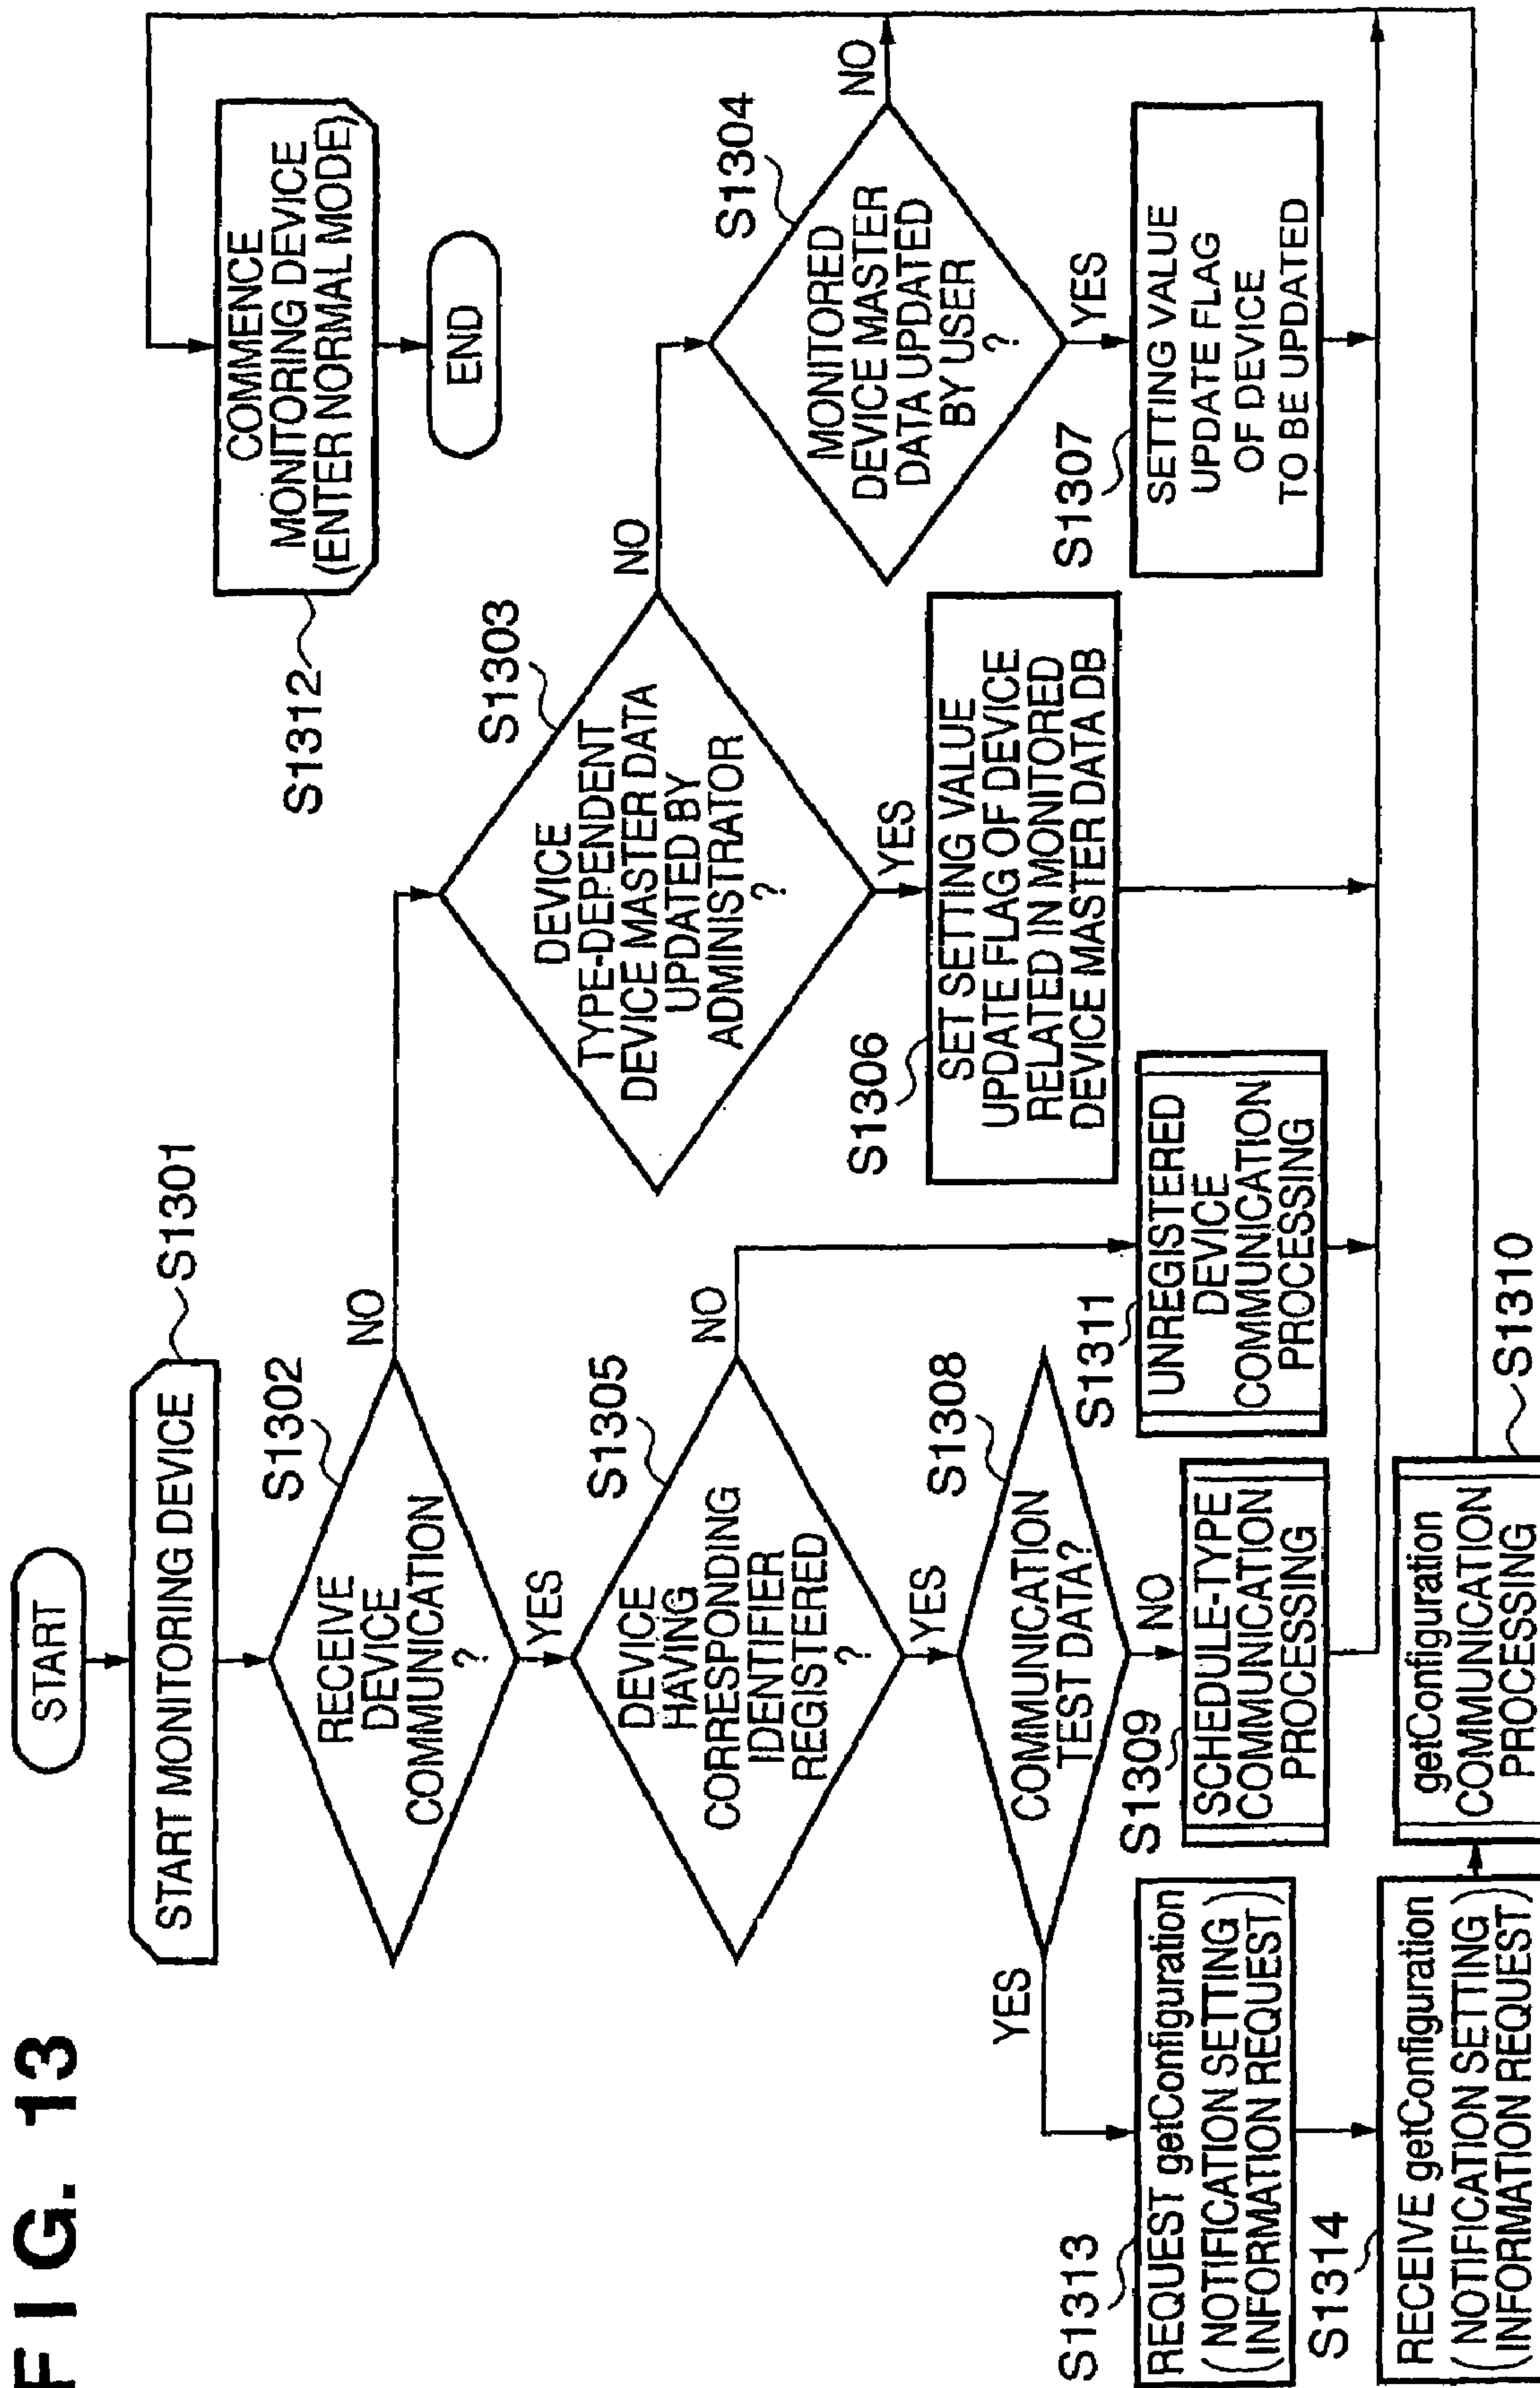 FIG. 13
START
START MONITORING DEVICE
S1301
RECEIVE
DEVICE
COMMUNICATION
?
S1302
NO
YES
DEVICE
HAVING
CORRESPONDING
IDENTIFIER
REGISTERED
?
S1305
NO
YES
COMMUNICATION
TEST DATA?
S1308
YES
NO
S1313
REQUEST getConfiguration
(NOTIFICATION SETTING)
(INFORMATION REQUEST)
S1314
RECEIVE getConfiguration
(NOTIFICATION SETTING)
(INFORMATION REQUEST)
S1309
SCHEDULE-TYPE
COMMUNICATION
PROCESSING
getConfiguration
COMMUNICATION
PROCESSING
S1310
S1311
UNREGISTERED
DEVICE
COMMUNICATION
PROCESSING
DEVICE
TYPE-DEPENDENT
DEVICE MASTER DATA
UPDATED BY
ADMINISTRATOR
?
S1303
NO
YES
S1306
SET SETTING VALUE
UPDATE FLAG OF DEVICE
RELATED IN MONITORED
DEVICE MASTER DATA DB
MONITORED
DEVICE MASTER
DATA UPDATED
BY USER
?
S1304
NO
YES
S1307
SETTING VALUE
UPDATE FLAG
OF DEVICE
TO BE UPDATED
COMMENCE
MONITORING DEVICE
(ENTER NORMAL MODE)
S1312
END